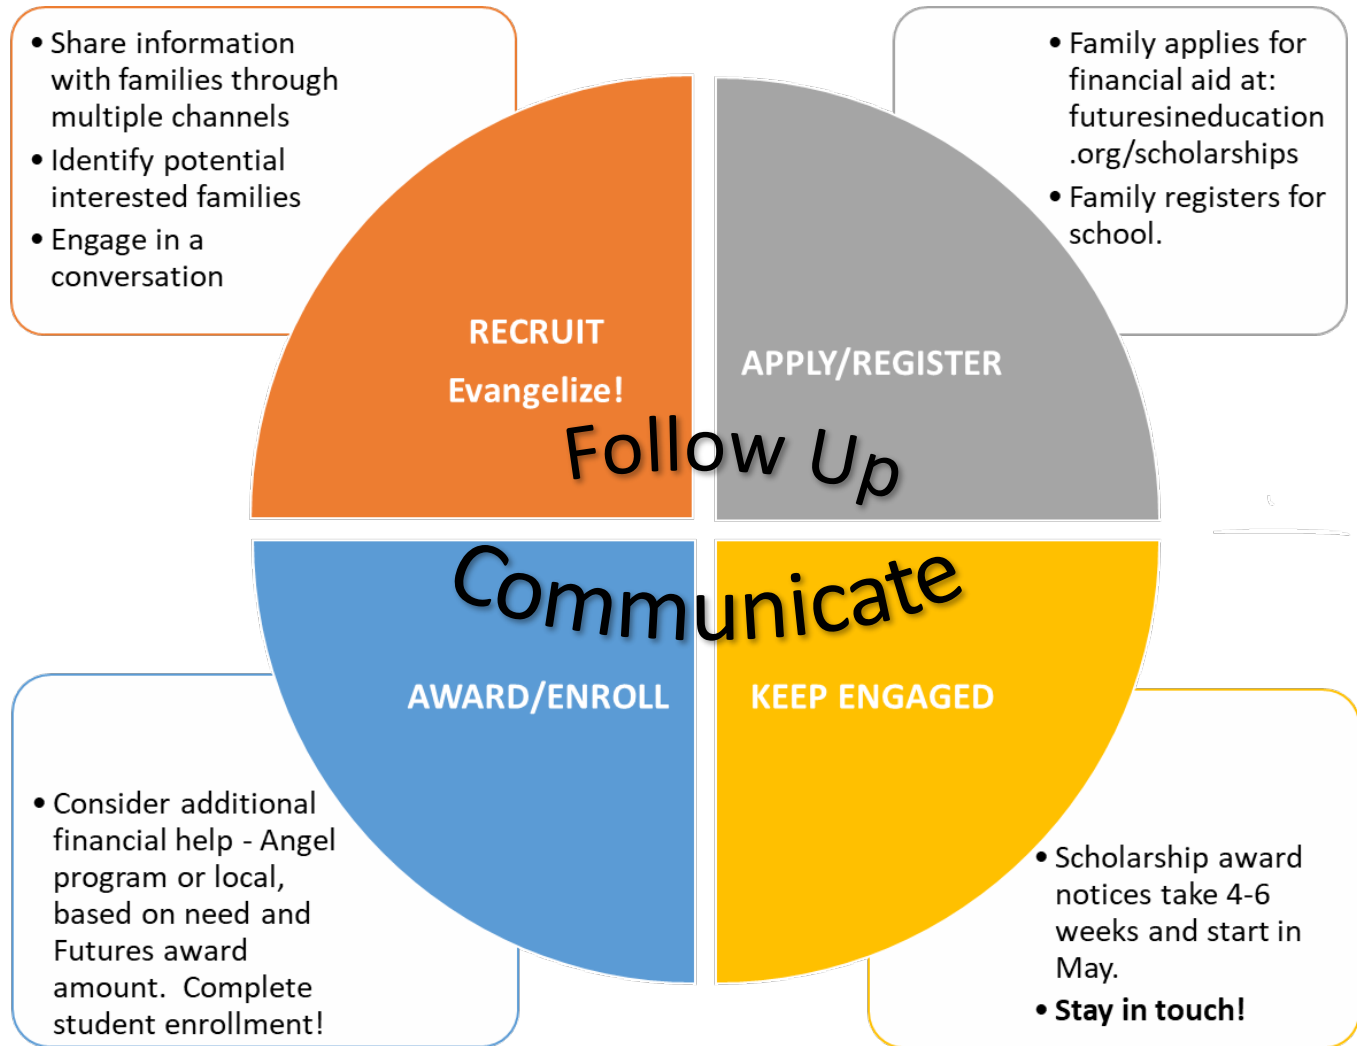 • Share information
with families through
multiple channels
• Identify potential
interested families
• Engage in a
conversation
• Family applies for
financial aid at:
futuresineducation
.org/scholarships
• Family registers for
school.
RECRUIT
Evangelize!
APPLY/REGISTER
Follow Up
Communicate
AWARD/ENROLL
KEEP ENGAGED
• Consider additional
financial help - Angel
program or local,
based on need and
Futures award
amount.  Complete
student enrollment!
• Scholarship award
notices take 4-6
weeks and start in
May.
• Stay in touch!